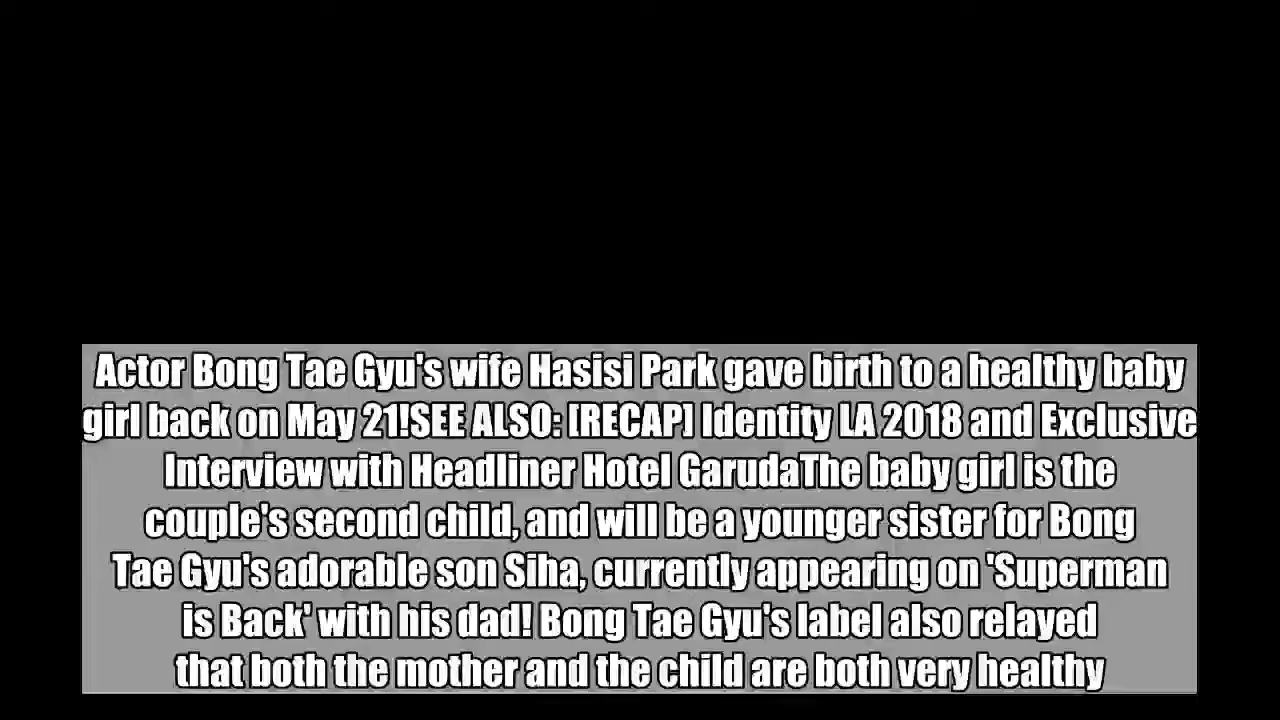 Actor Bong Tae Gyu's wife Hasisi Park gave birth to a healthy baby
girl back on May 21!SEE ALSO: [RECAP] Identity LA 2018 and Exclusive
Interview with Headliner Hotel GarudaThe baby girl is the
couple's second child, and will be a younger sister for Bong
Tae Gyu's adorable son Siha, currently appearing on 'Superman
is Back' with his dad! Bong Tae Gyu's label also relayed
that both the mother and the child are both very healthy